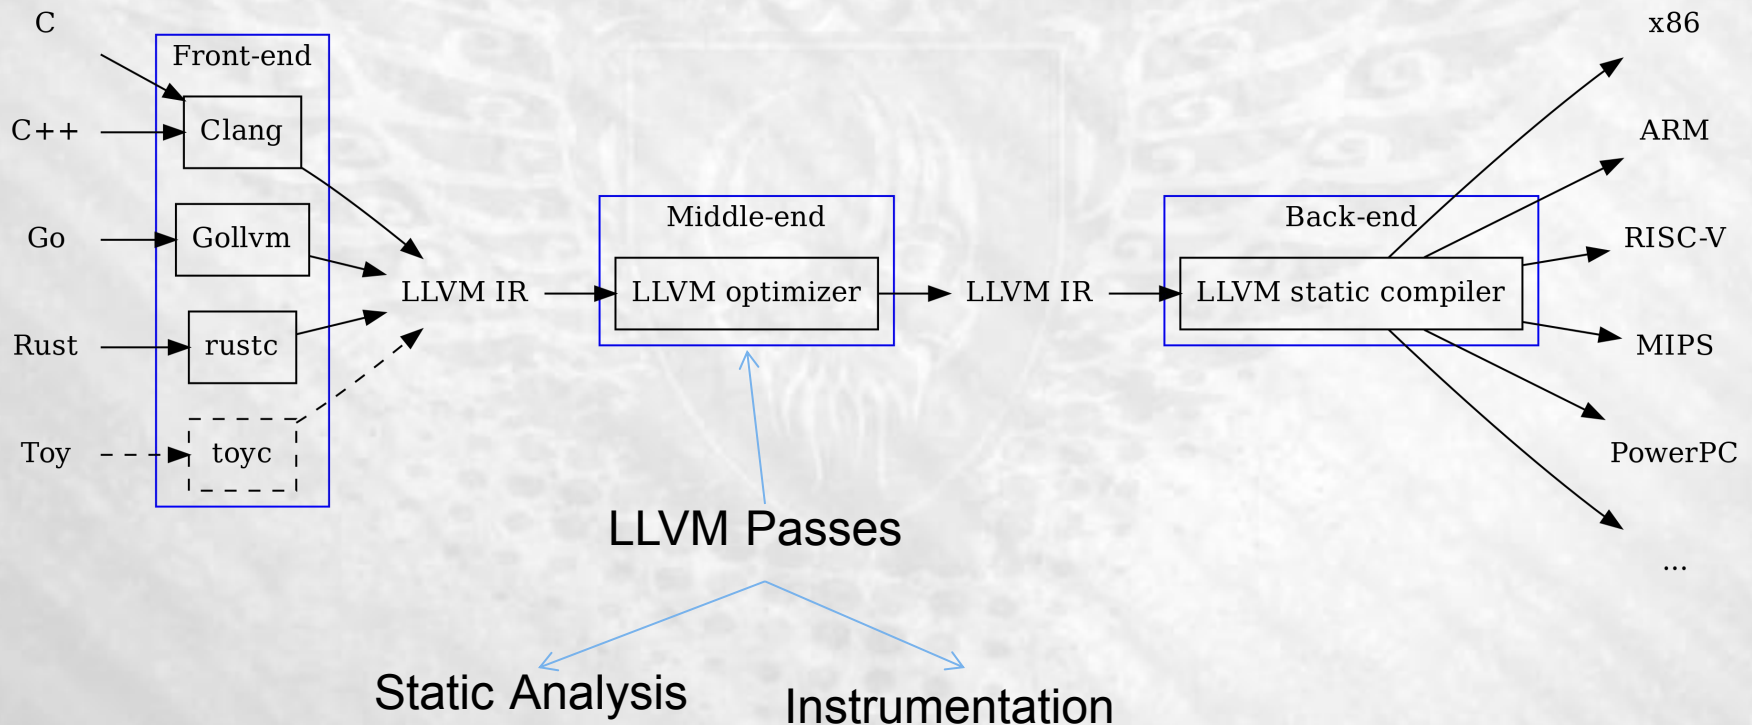 C
C++
Go
Rust
Toy
Front-end
Clang
Gollvm
rustc
toyc
LLVM IR
Middle-end
LLVM optimizer
LLVM IR
Back-end
LLVM static compiler
x86
ARM
RISC-V
MIPS
PowerPC
...
LLVM Passes
Static Analysis
Instrumentation